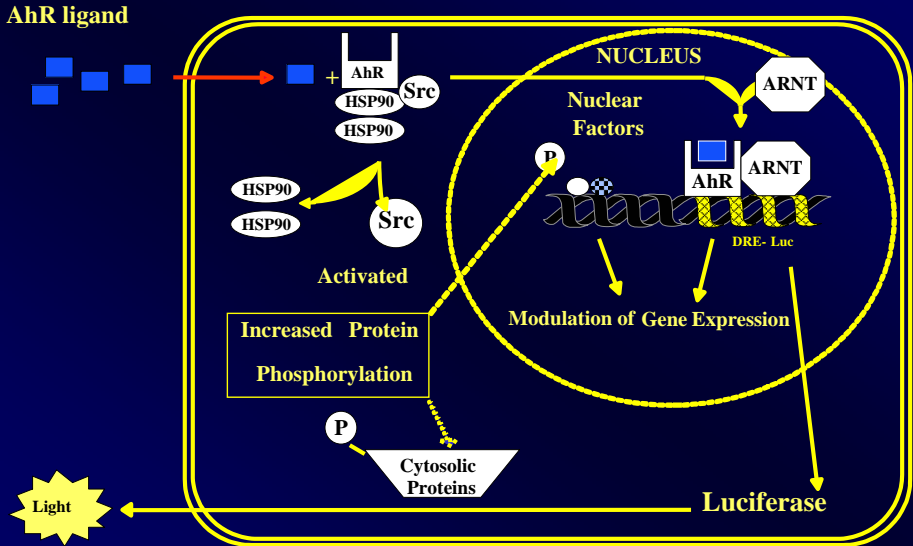 AhR ligand
+
AhR
HSP90
Src
HSP90
NUCLEUS
ARNT
Nuclear
Factors
P
AhR
ARNT
DRE- Luc
HSP90
HSP90
Src
Activated
Increased Protein
Phosphorylation
Modulation of Gene Expression
P
Cytosolic
Proteins
Luciferase
Light